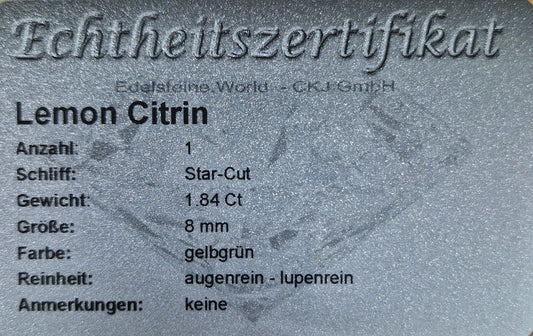 Echtheitszertifikat
Edelsteine.World - CKJ GmbH
Lemon Citrin
Anzahl: 1
Schliff: Star-Cut
Gewicht: 1.84 Ct
Größe: 8 mm
Farbe: gelbgrün
Reinheit: augenrein - lupenrein
Anmerkungen: keine